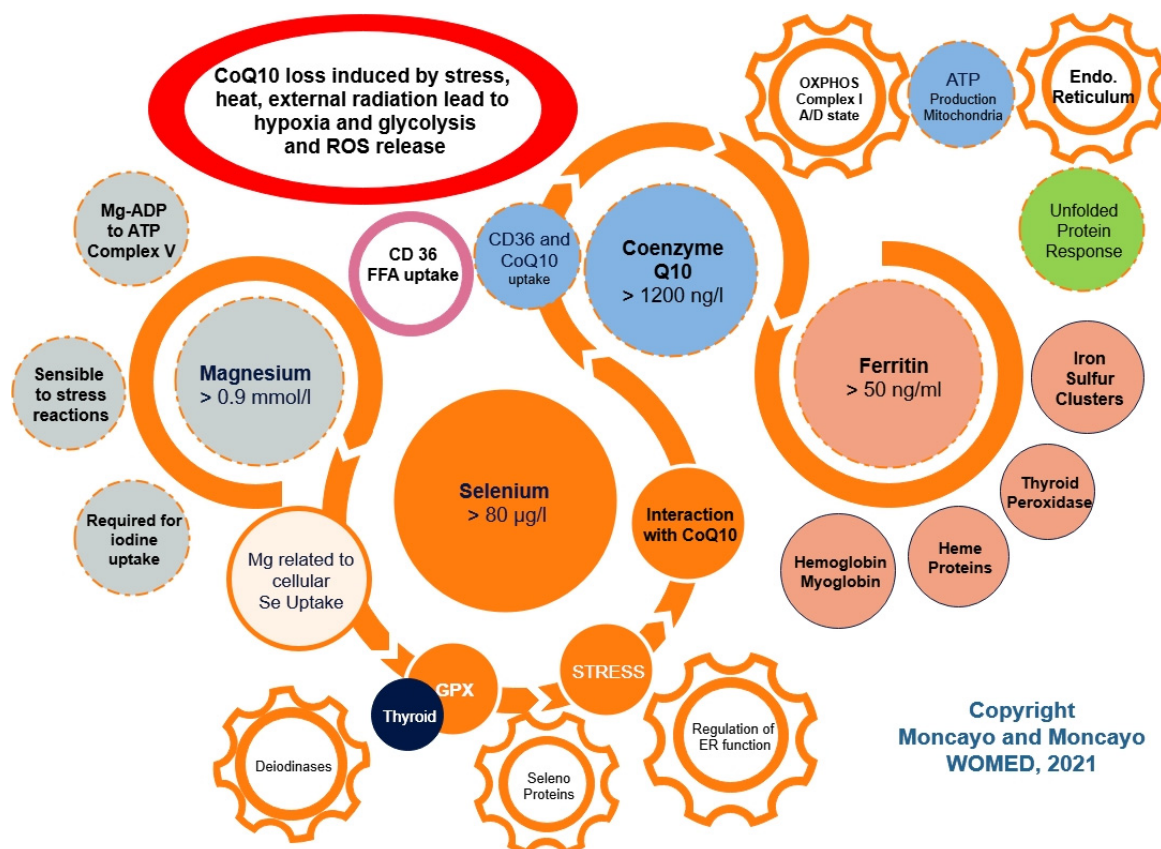 CoQ10 loss induced by stress,
heat, external radiation lead to
hypoxia and glycolysis
and ROS release
OXPHOS
Complex I
A/D state
ATP
Production
Mitochondria
Endo.
Reticulum
Unfolded
Protein
Response
Mg-ADP
to ATP
Complex V
CD 36
FFA uptake
CD36 and
CoQ10
uptake
Coenzyme
Q10
> 1200 ng/l
Magnesium
> 0.9 mmol/l
Sensible
to stress
reactions
Ferritin
> 50 ng/ml
Iron
Sulfur
Clusters
Selenium
> 80 µg/l
Interaction
with CoQ10
Thyroid
Peroxidase
Required for
iodine
uptake
Mg related to
cellular
Se Uptake
Hemoglobin
Myoglobin
Heme
Proteins
GPX
Thyroid
STRESS
Deiodinases
Seleno
Proteins
Regulation of
ER function
Copyright
Moncayo and Moncayo
WOMED, 2021